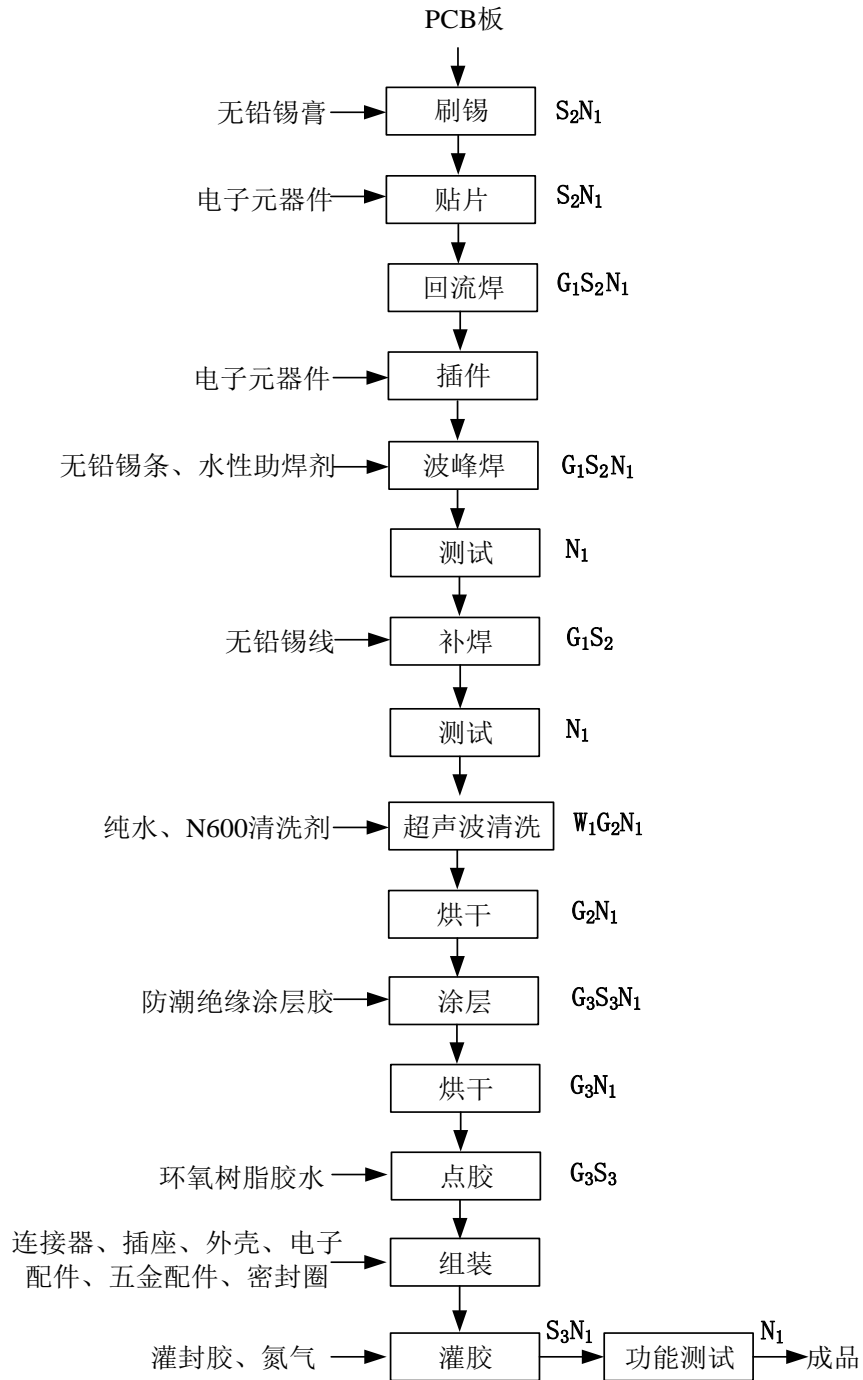 PCB板
无铅锡膏 刷锡 S₂N₁
电子元器件 贴片 S₂N₁
回流焊 G₁S₂N₁
电子元器件 插件
无铅锡条、水性助焊剂 波峰焊 G₁S₂N₁
测试 N₁
无铅锡线 补焊 G₁S₂
测试 N₁
纯水、N600清洗剂 超声波清洗 W₁G₂N₁
烘干 G₂N₁
防潮绝缘涂层胶 涂层 G₃S₃N₁
烘干 G₃N₁
环氧树脂胶水 点胶 G₃S₃
连接器、插座、外壳、电子
配件、五金配件、密封圈 组装
灌封胶、氮气 灌胶 S₃N₁ 功能测试 N₁ 成品